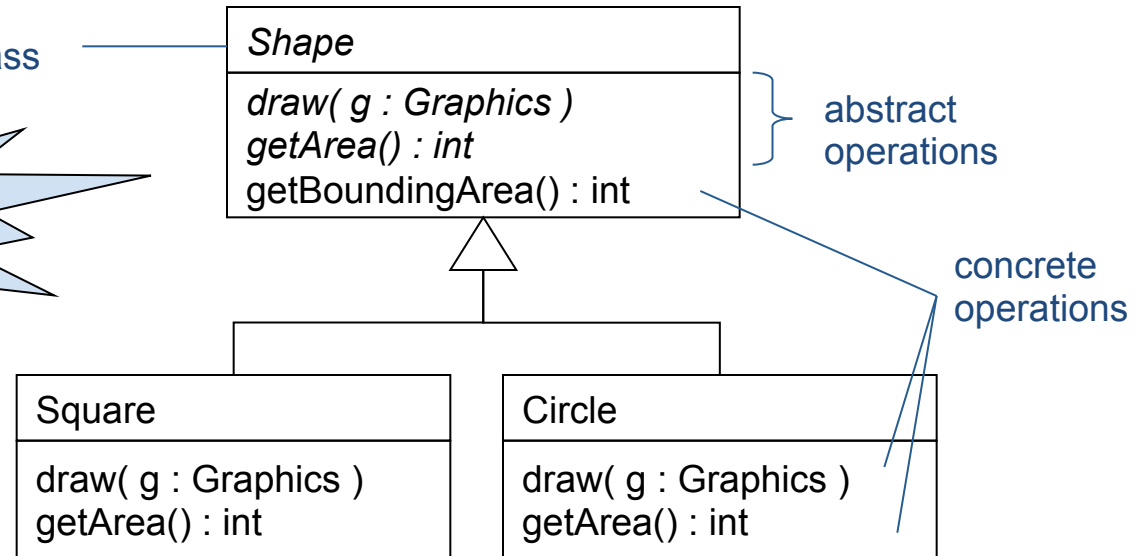 ass
Shape
draw( g : Graphics )
getArea() : int
getBoundingArea() : int
abstract
operations
concrete
operations
Square
draw( g : Graphics )
getArea() : int
Circle
draw( g : Graphics )
getArea() : int